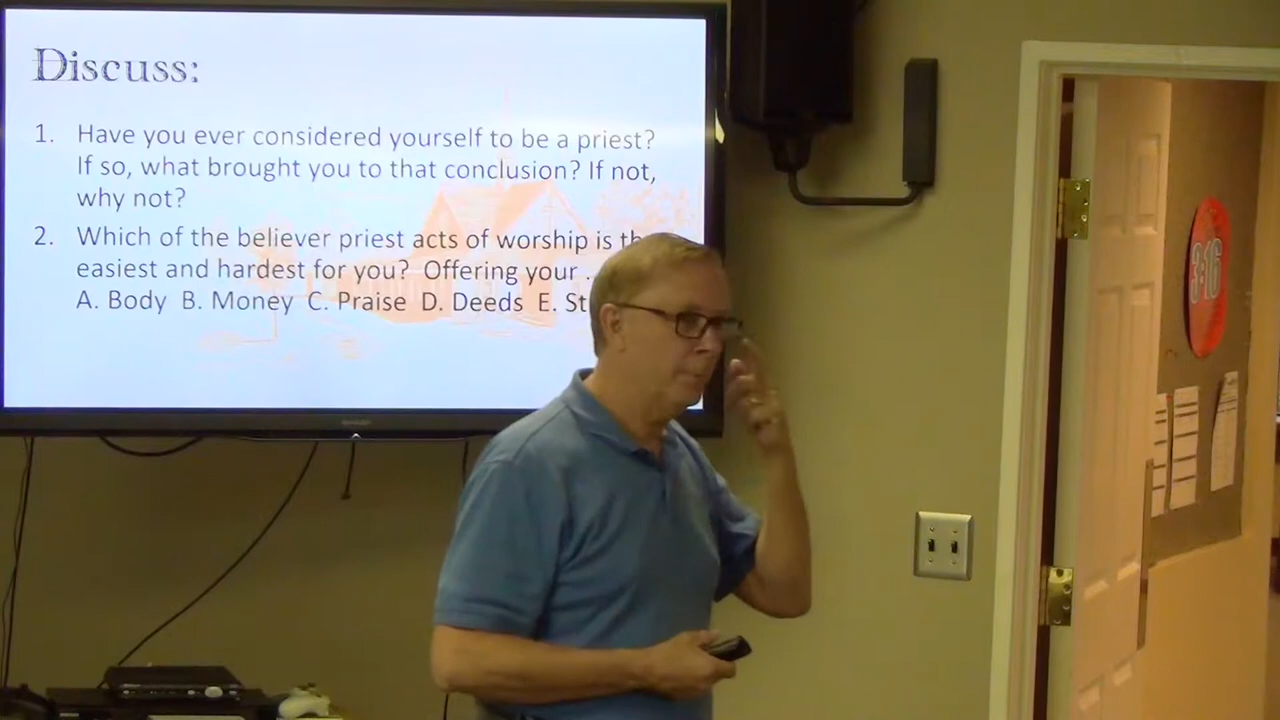 Discuss:
1. Have you ever considered yourself to be a priest?
If so, what brought you to that conclusion? If not,
why not?
2. Which of the believer priest acts of worship is
easiest and hardest for you? Offering your ..
A. Body B. Money C. Praise D. Deeds E.
3:16